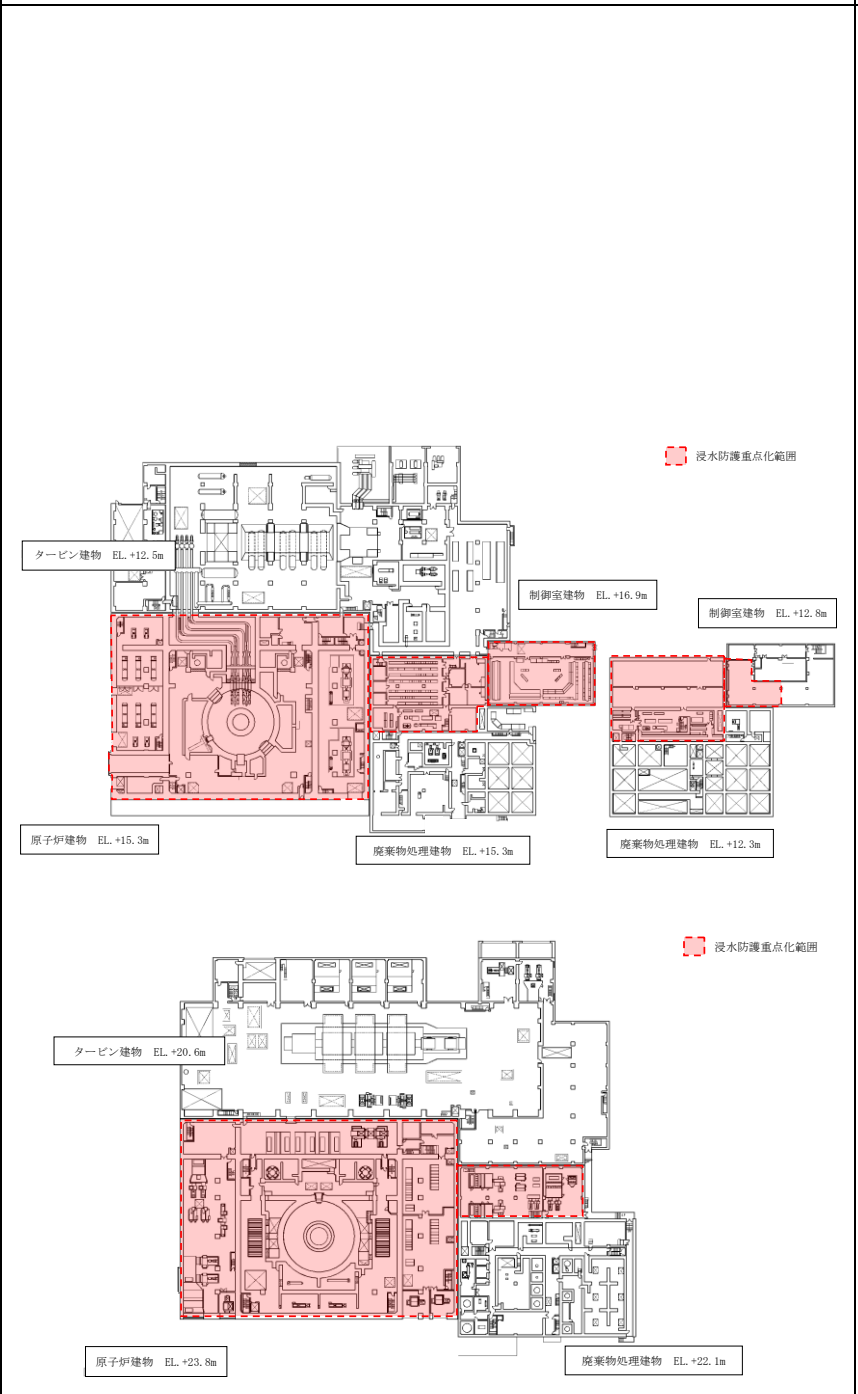 浸水防護重点化範囲
タービン建物 EL.+12.5m
制御室建物 EL.+16.9m
制御室建物 EL.+12.8m
原子炉建物 EL.+15.3m
廃棄物処理建物 EL.+15.3m
廃棄物処理建物 EL.+12.3m
浸水防護重点化範囲
タービン建物 EL.+20.6m
原子炉建物 EL.+23.8m
廃棄物処理建物 EL.+22.1m